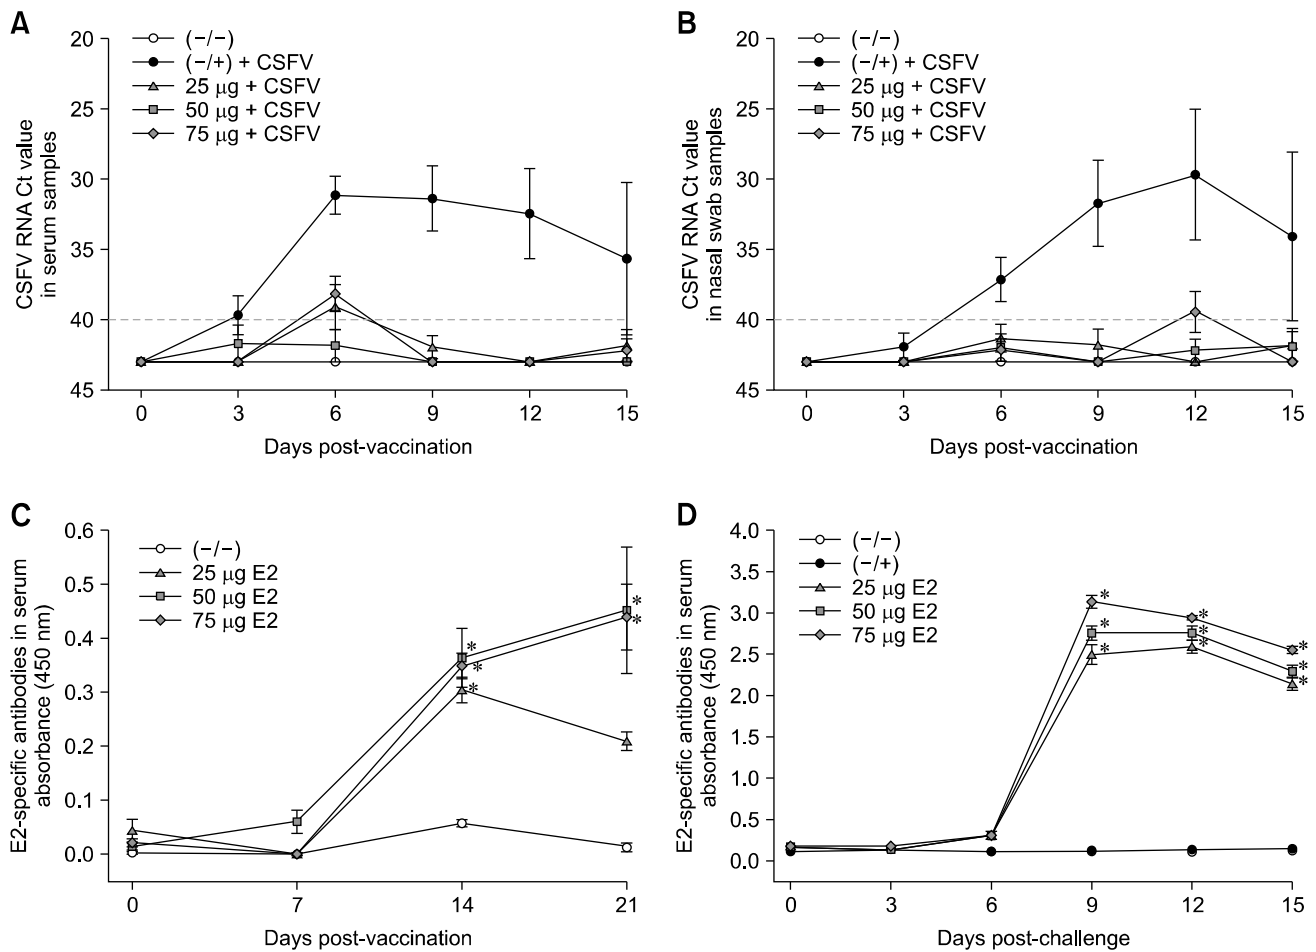 A
(−/−)
(−/+) + CSFV
25 μg + CSFV
50 μg + CSFV
75 μg + CSFV
CSFV RNA Ct value
in serum samples
20
25
30
35
40
45
0 3 6 9 12 15
Days post-vaccination
B
(−/−)
(−/+) + CSFV
25 μg + CSFV
50 μg + CSFV
75 μg + CSFV
CSFV RNA Ct value
in nasal swab samples
20
25
30
35
40
45
0 3 6 9 12 15
Days post-vaccination
C
(−/−)
25 μg E2
50 μg E2
75 μg E2
E2-specific antibodies in serum
absorbance (450 nm)
0.6
0.5
0.4
0.3
0.2
0.1
0.0
* * * * *
0 7 14 21
Days post-vaccination
D
(−/−)
(−/+)
25 μg E2
50 μg E2
75 μg E2
E2-specific antibodies in serum
absorbance (450 nm)
4.0
3.5
3.0
2.5
2.0
1.5
1.0
0.5
0.0
* * * * * * * * *
0 3 6 9 12 15
Days post-challenge